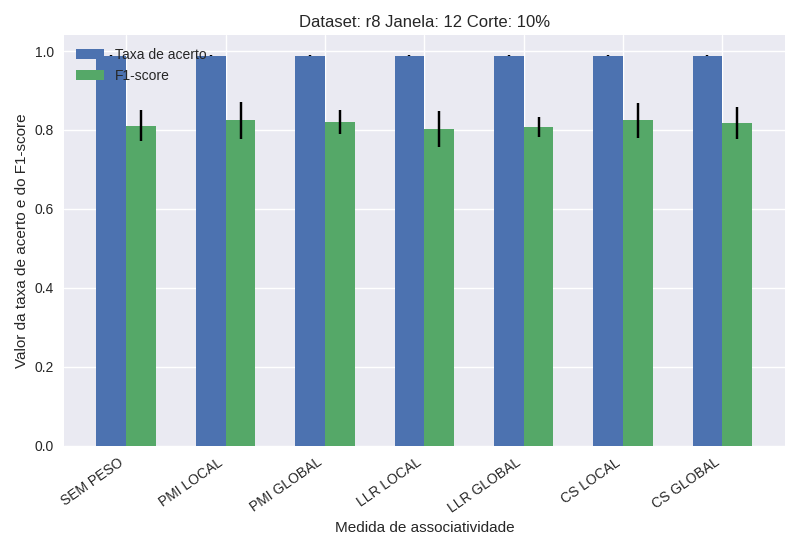 Dataset: r8 Janela: 12 Corte: 10%
Taxa de acerto
F1-score
Valor da taxa de acerto e do F1-score
1.0
0.8
0.6
0.4
0.2
0.0
SEM PESO
PMI LOCAL
PMI GLOBAL
LLR LOCAL
LLR GLOBAL
CS LOCAL
CS GLOBAL
Medida de associatividade